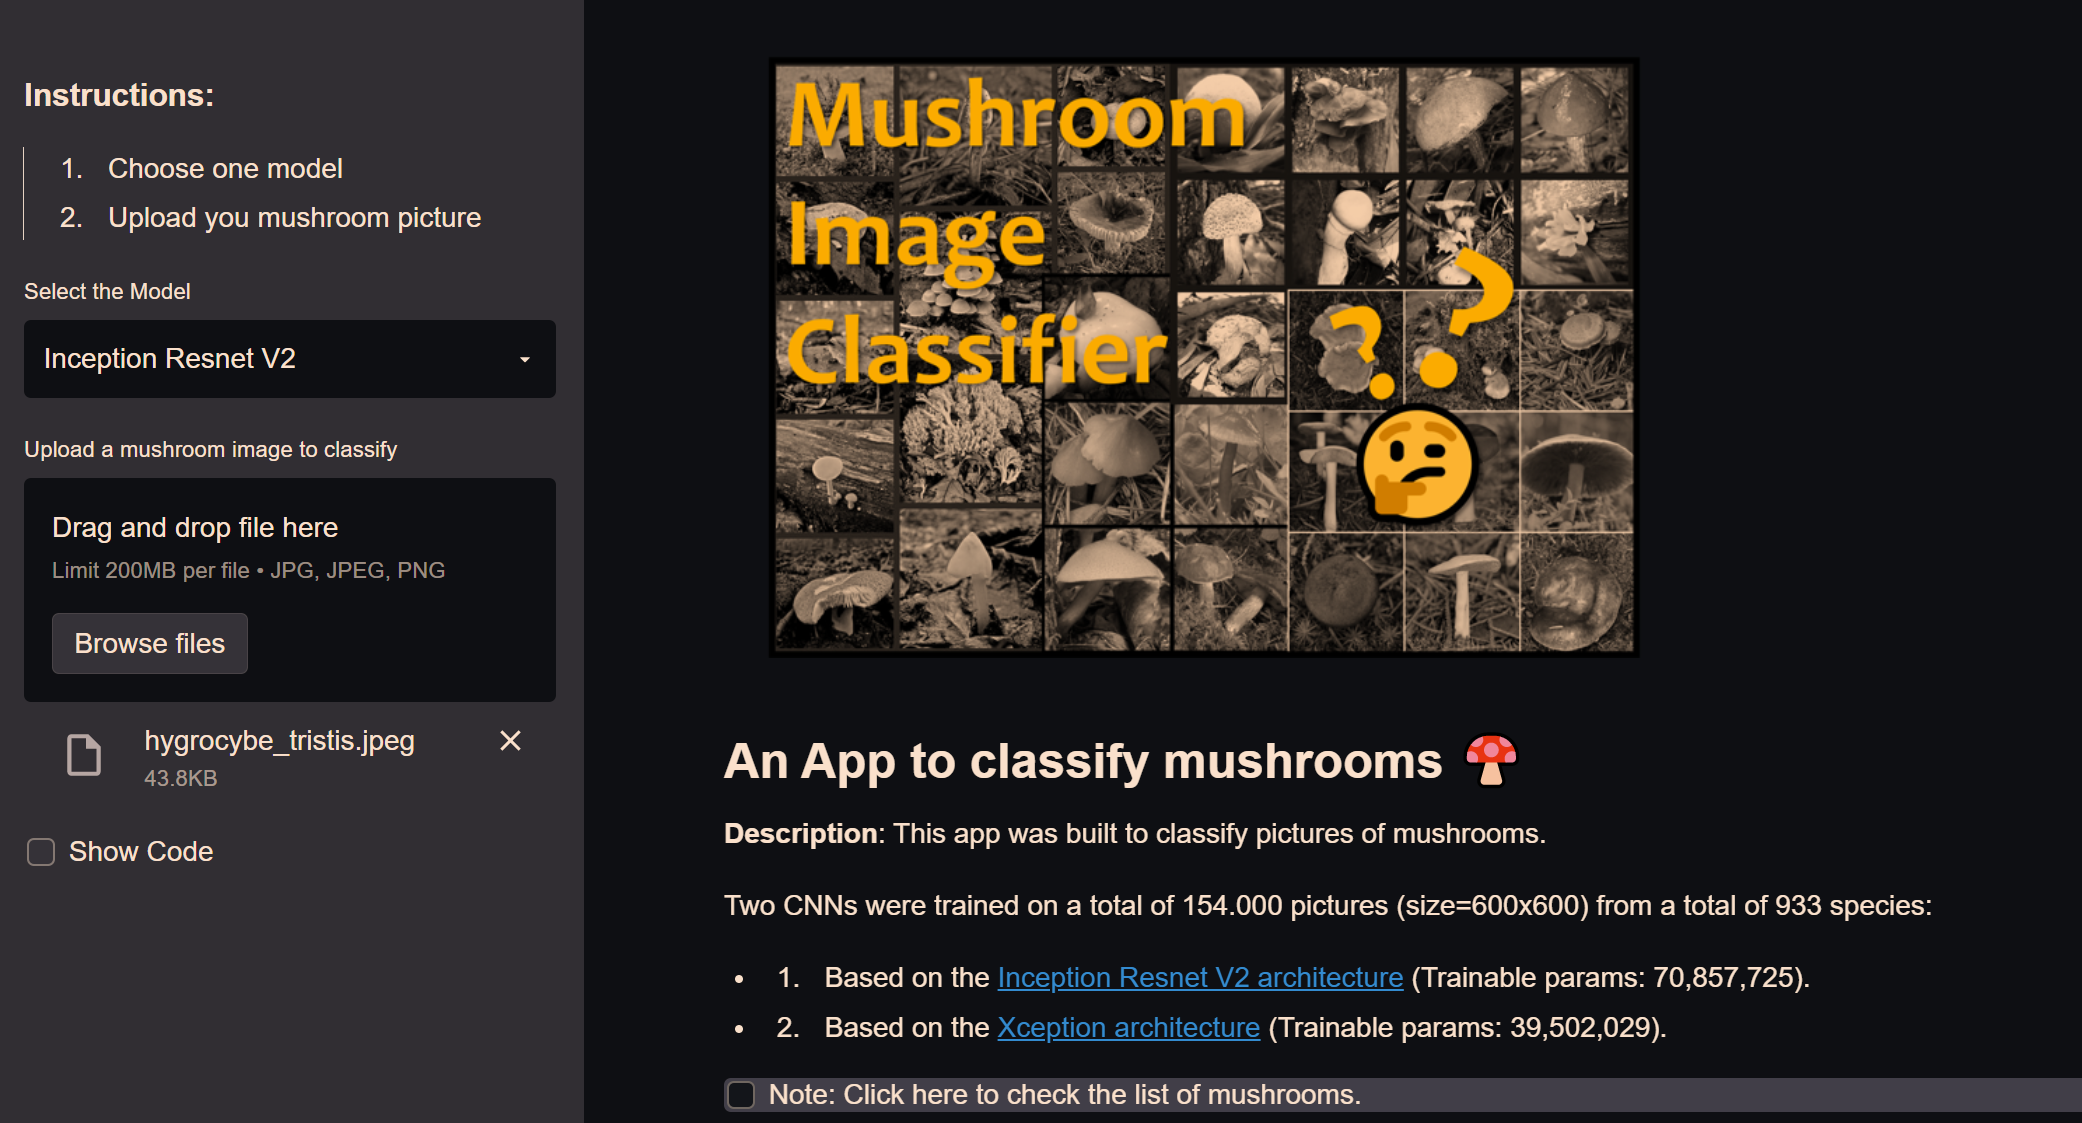 Instructions:
1. Choose one model
2. Upload you mushroom picture
Select the Model
Inception Resnet V2
Upload a mushroom image to classify
Drag and drop file here
Limit 200MB per file • JPG, JPEG, PNG
Browse files
hygrocybe_tristis.jpeg
43.8KB
Show Code
Mushroom
Image
Classifier
? ?
An App to classify mushrooms 🍄
Description: This app was built to classify pictures of mushrooms.
Two CNNs were trained on a total of 154.000 pictures (size=600x600) from a total of 933 species:
• 1. Based on the Inception Resnet V2 architecture (Trainable params: 70,857,725).
• 2. Based on the Xception architecture (Trainable params: 39,502,029).
Note: Click here to check the list of mushrooms.